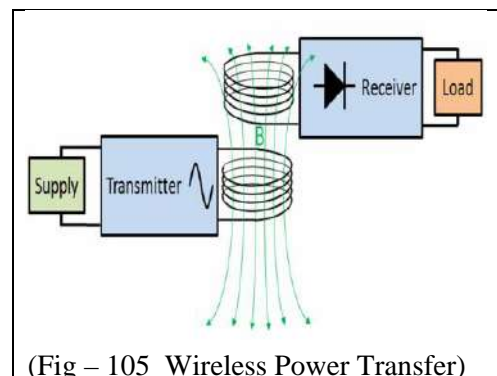 Receiver
Load
B
Supply
Transmitter
(Fig – 105  Wireless Power Transfer)